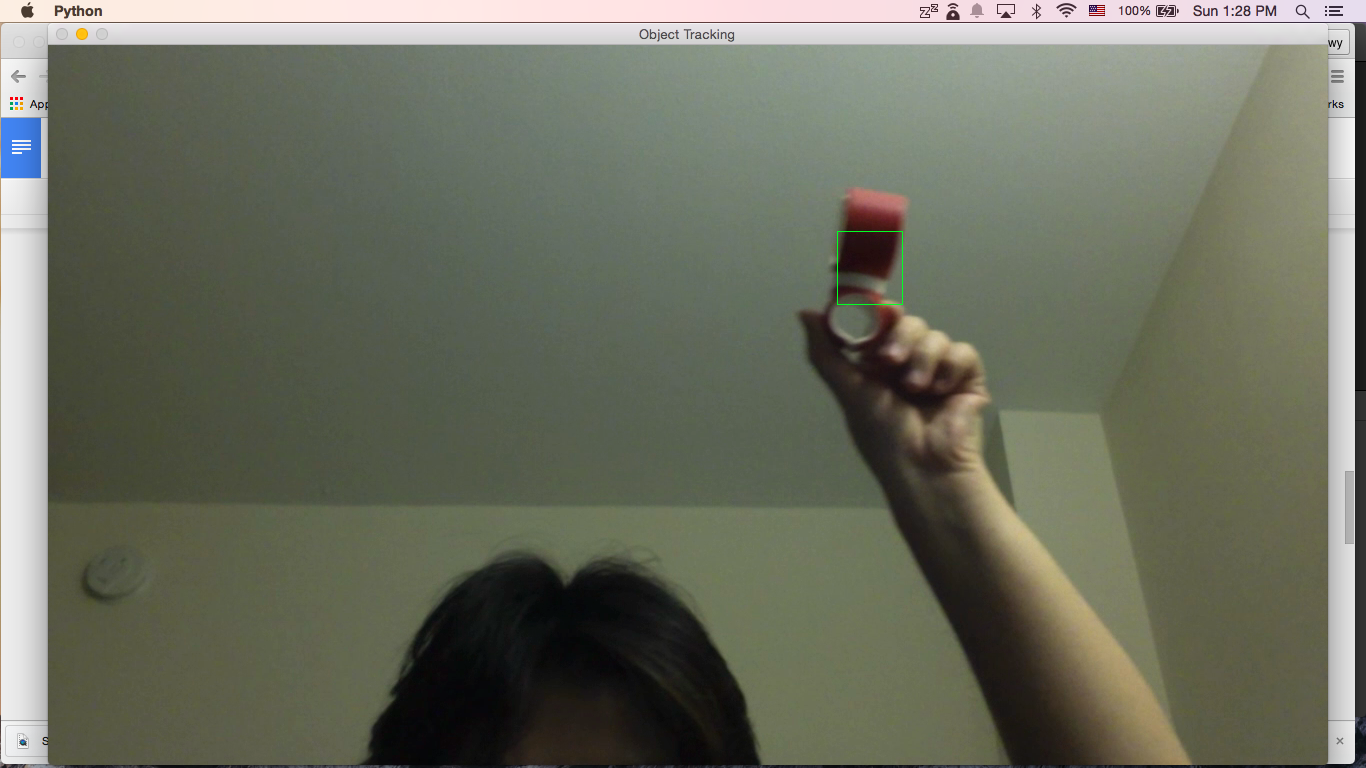 Python
100%
Sun 1:28 PM
Object Tracking
wy
App
rks
S